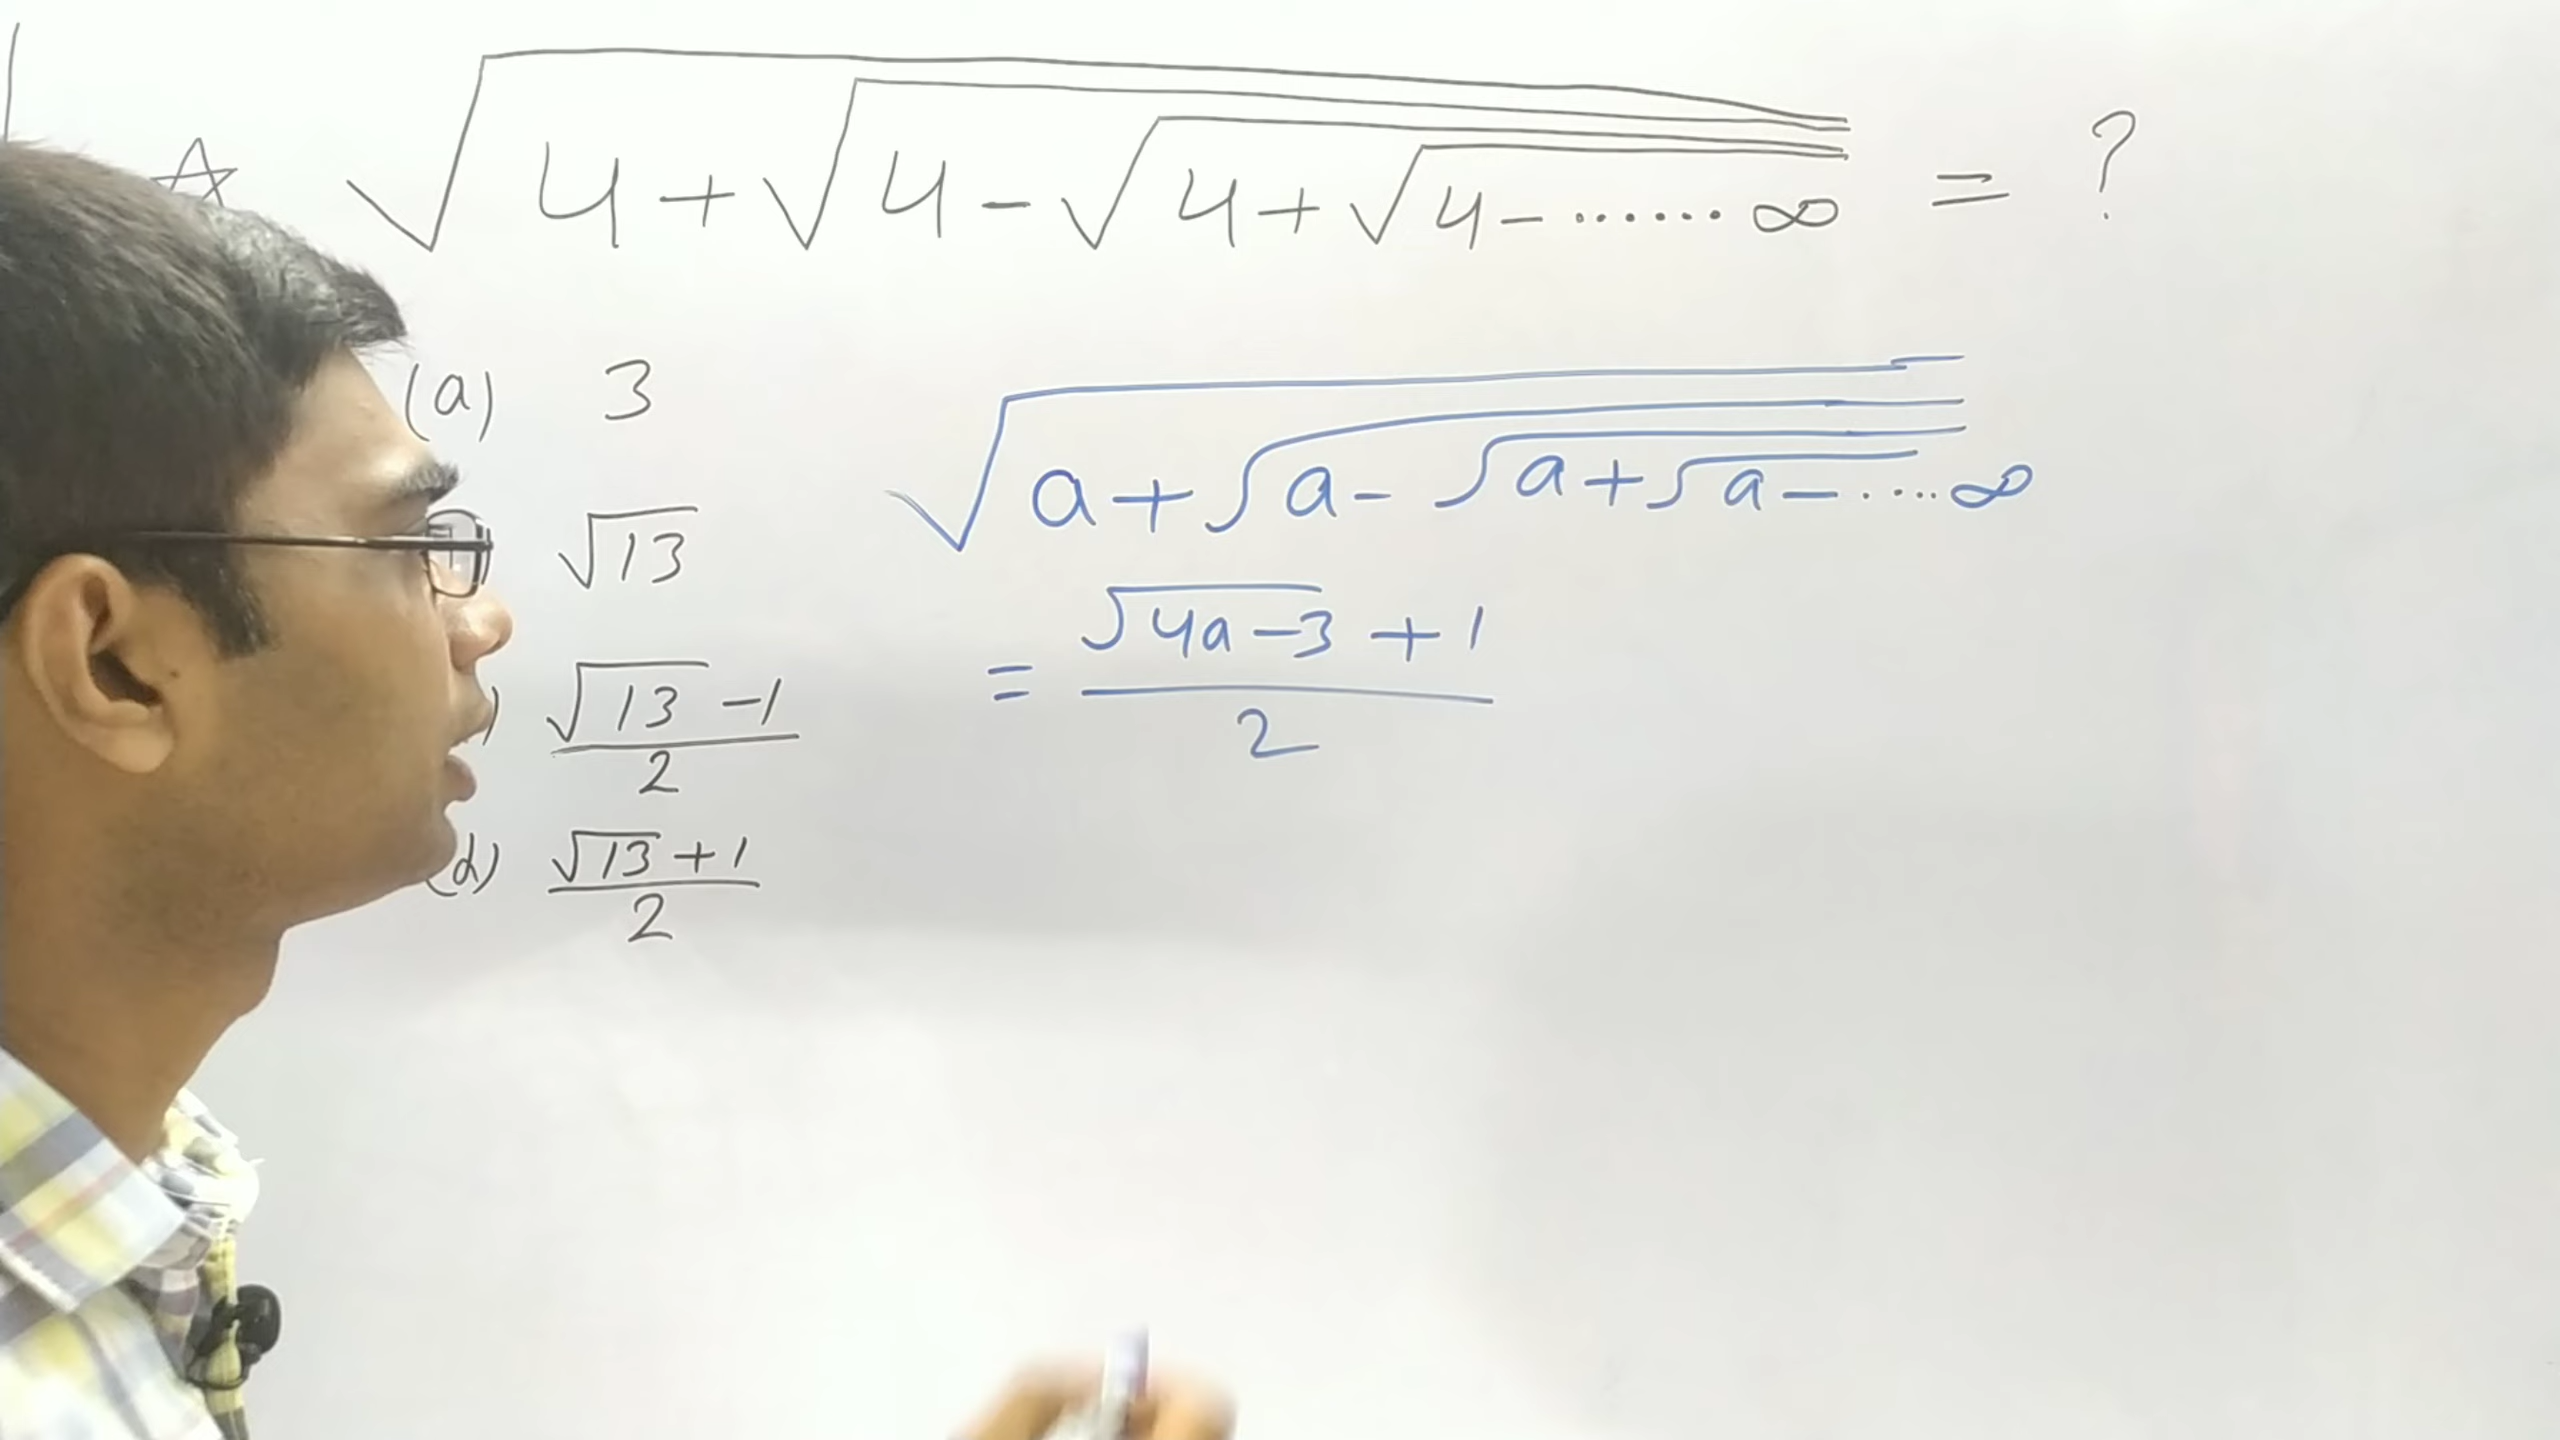 ☆ √(4 + √(4 - √(4 + √(4 - ....... ∞)))) = ?
(a) 3
√13
) (√13 - 1)/2
(d) (√13 + 1)/2
√(a + √(a - √(a + √(a - ..... ∞))))
= (√(4a - 3) + 1)/2